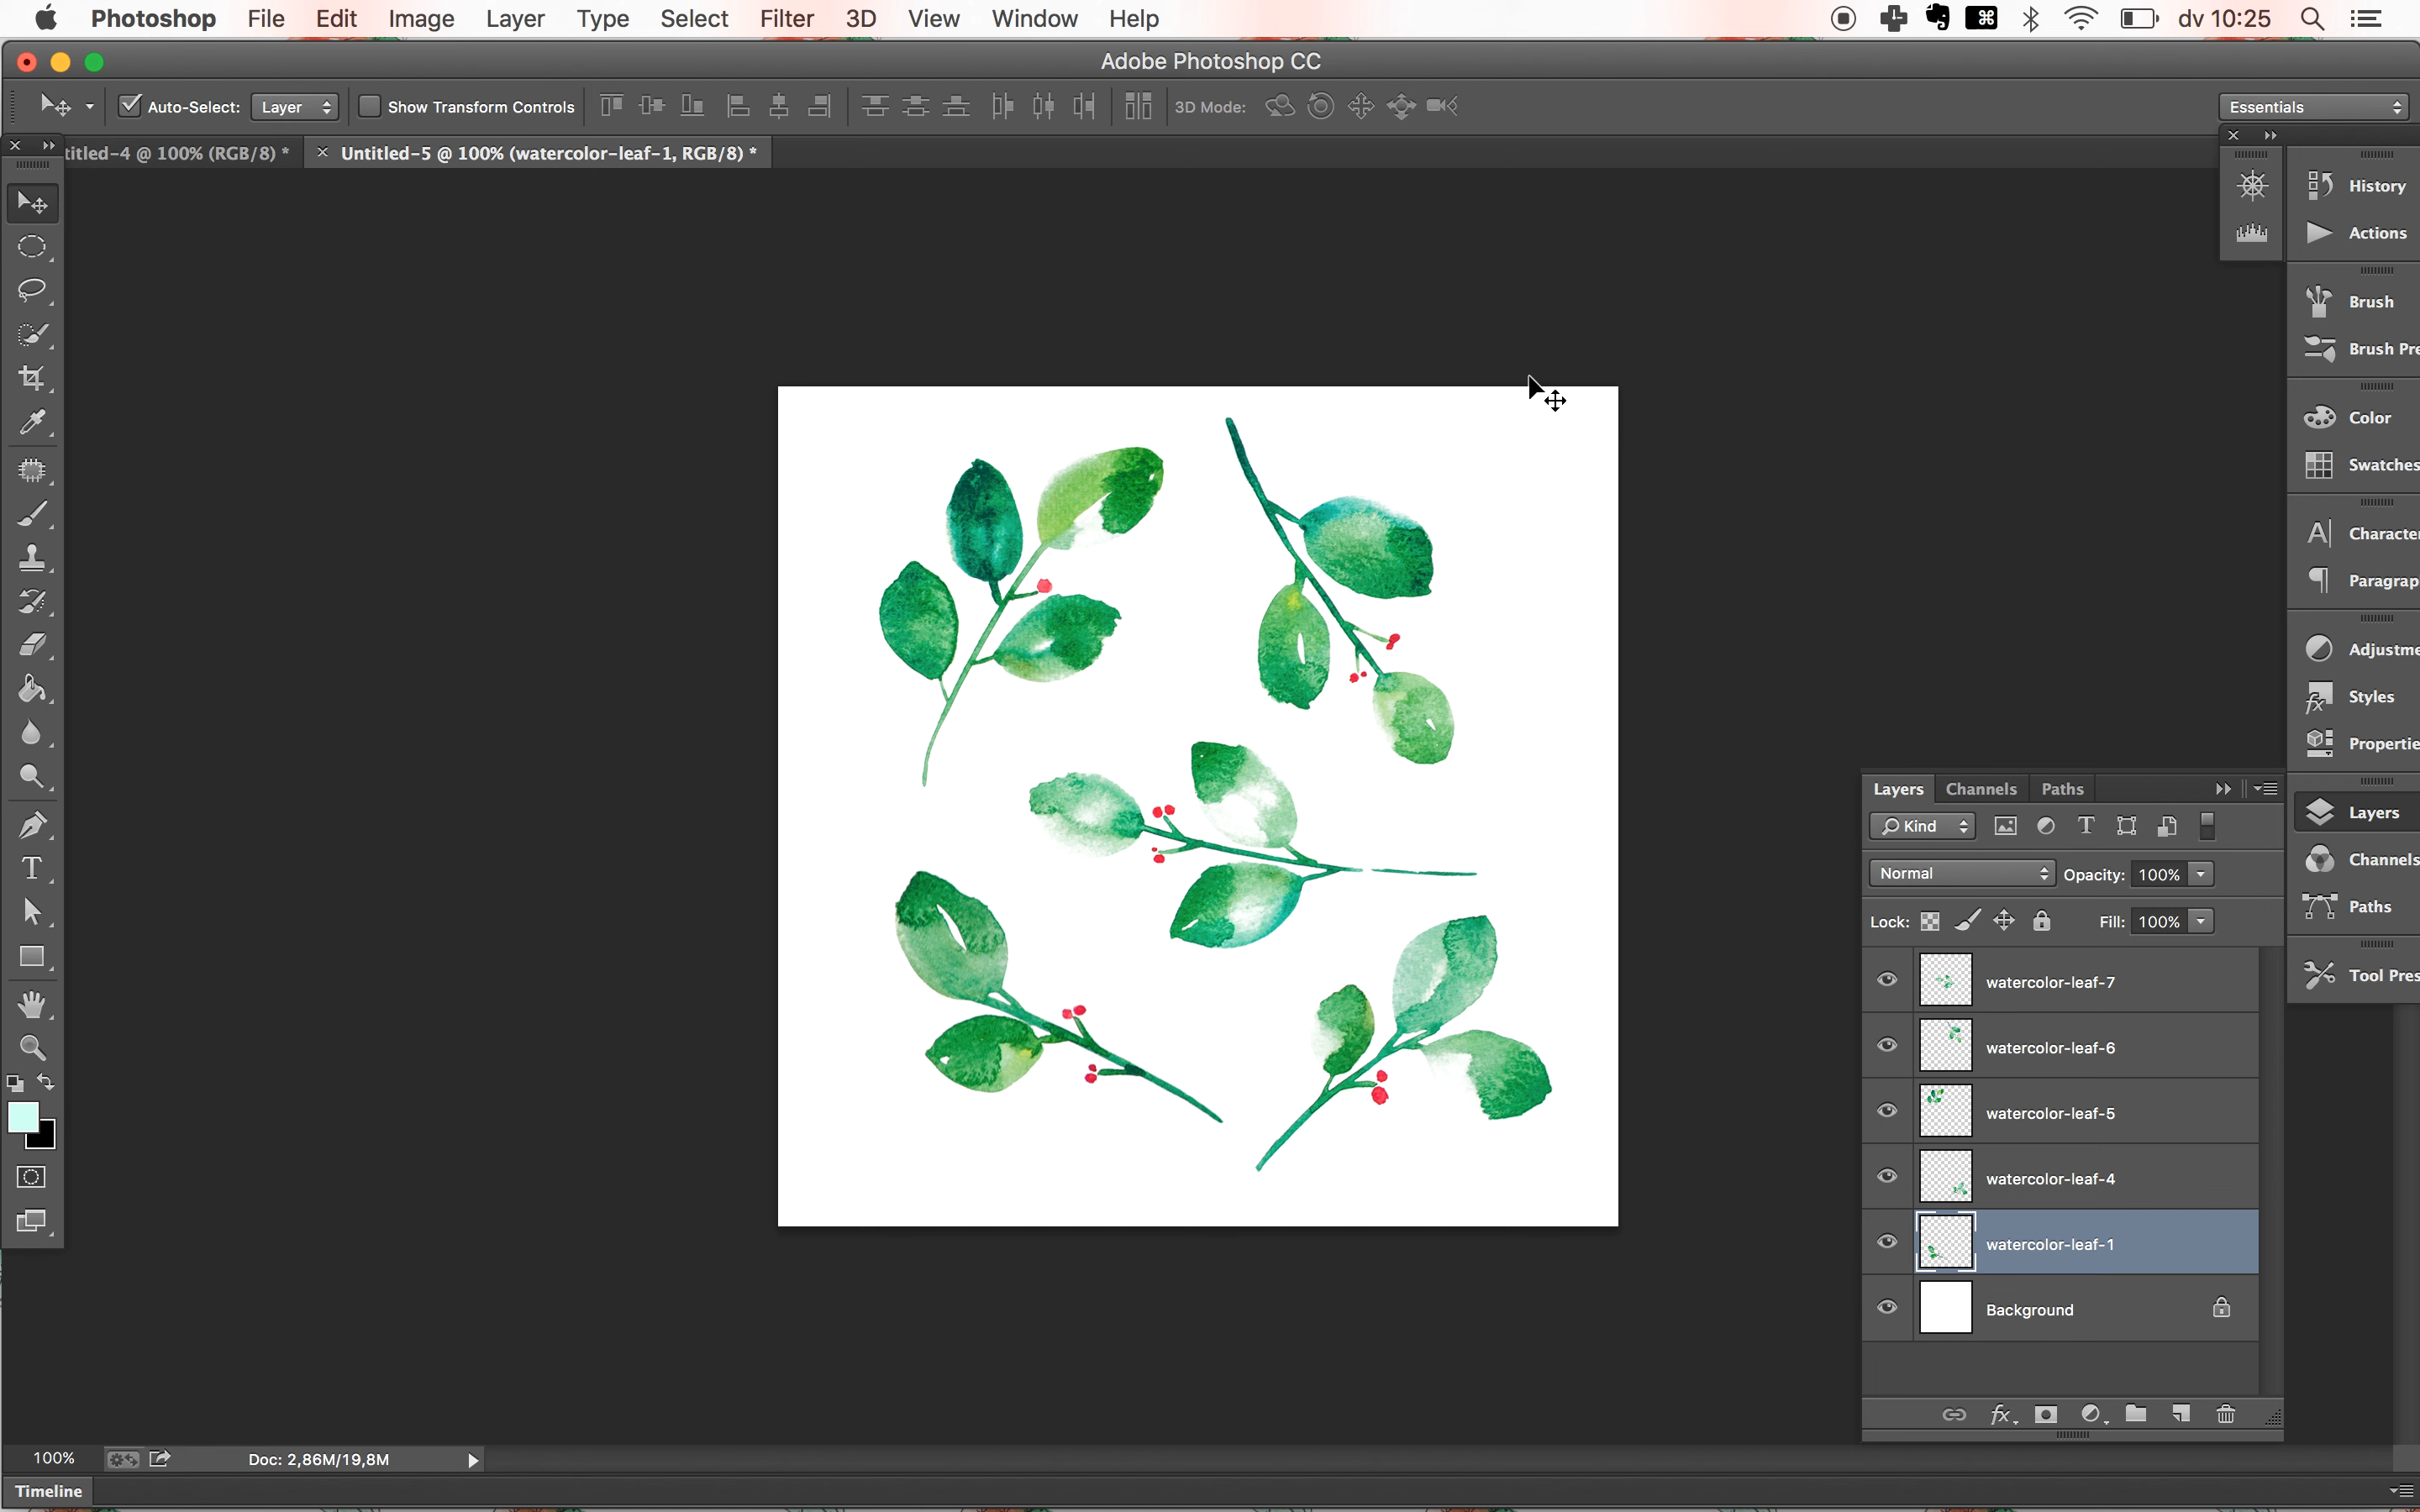 Photoshop File Edit Image Layer Type Select Filter 3D View Window Help dv 10:25
Adobe Photoshop CC
Auto-Select: Layer Show Transform Controls 3D Mode: Essentials
titled-4 @ 100% (RGB/8) * × Untitled-5 @ 100% (watercolor-leaf-1, RGB/8) *
History
Actions
Brush
Brush Pre
Color
Swatches
Character
Paragrap
Adjustme
Styles
Propertie
Layers
Channels
Paths
Tool Pres
Layers Channels Paths
Kind
Normal Opacity: 100%
Lock: Fill: 100%
watercolor-leaf-7
watercolor-leaf-6
watercolor-leaf-5
watercolor-leaf-4
watercolor-leaf-1
Background
100% Doc: 2,86M/19,8M
Timeline